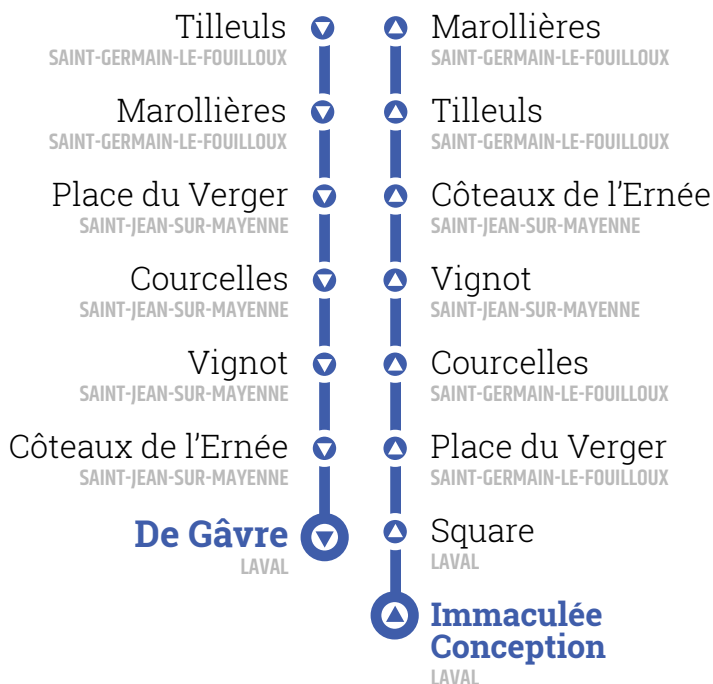 Tilleuls
SAINT-GERMAIN-LE-FOUILLOUX
Marollières
SAINT-GERMAIN-LE-FOUILLOUX
Place du Verger
SAINT-JEAN-SUR-MAYENNE
Courcelles
SAINT-JEAN-SUR-MAYENNE
Vignot
SAINT-JEAN-SUR-MAYENNE
Côteaux de l'Ernée
SAINT-JEAN-SUR-MAYENNE
De Gâvre
LAVAL
Marollières
SAINT-GERMAIN-LE-FOUILLOUX
Tilleuls
SAINT-GERMAIN-LE-FOUILLOUX
Côteaux de l'Ernée
SAINT-JEAN-SUR-MAYENNE
Vignot
SAINT-JEAN-SUR-MAYENNE
Courcelles
SAINT-GERMAIN-LE-FOUILLOUX
Place du Verger
SAINT-GERMAIN-LE-FOUILLOUX
Square
LAVAL
Immaculée
Conception
LAVAL